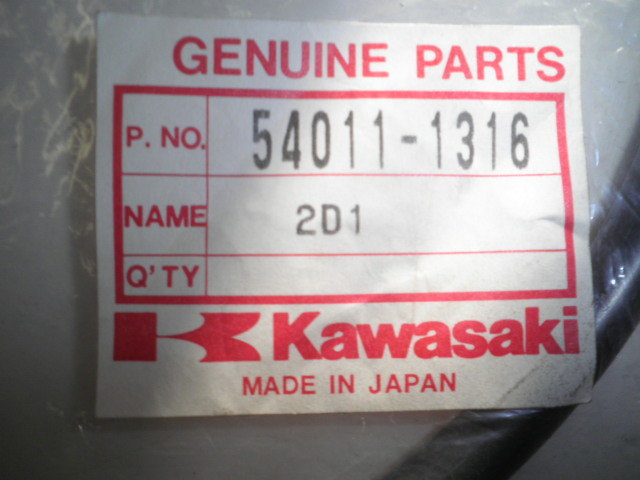 GENUINE PARTS
P. NO. 54011-1316
NAME 2D1
Q'TY
Kawasaki
MADE IN JAPAN